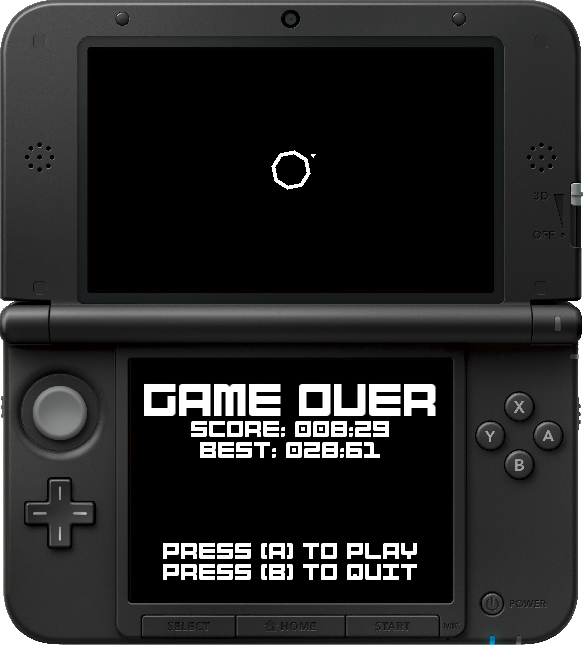 3D
OFF
GAME OVER
SCORE: 008:29
BEST: 028:61
X
Y
A
B
PRESS (A) TO PLAY
PRESS (B) TO QUIT
SELECT
HOME
START
MIC
POWER